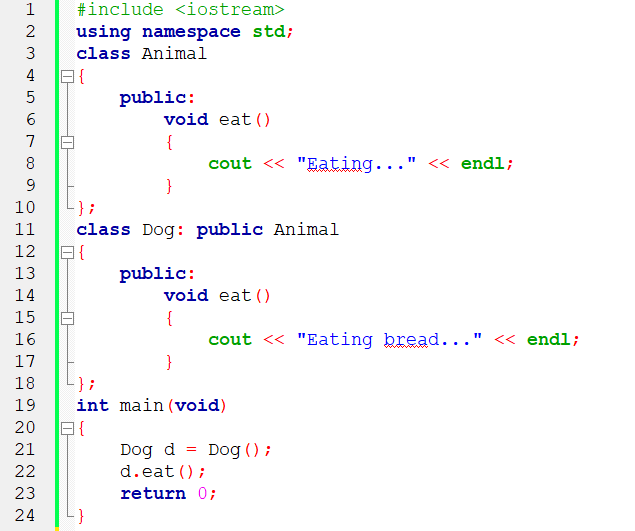 1 #include <iostream>
2 using namespace std;
3 class Animal
4 {
5 public:
6 void eat()
7 {
8 cout << "Eating..." << endl;
9 }
10 };
11 class Dog: public Animal
12 {
13 public:
14 void eat()
15 {
16 cout << "Eating bread..." << endl;
17 }
18 };
19 int main(void)
20 {
21 Dog d = Dog();
22 d.eat();
23 return 0;
24 }